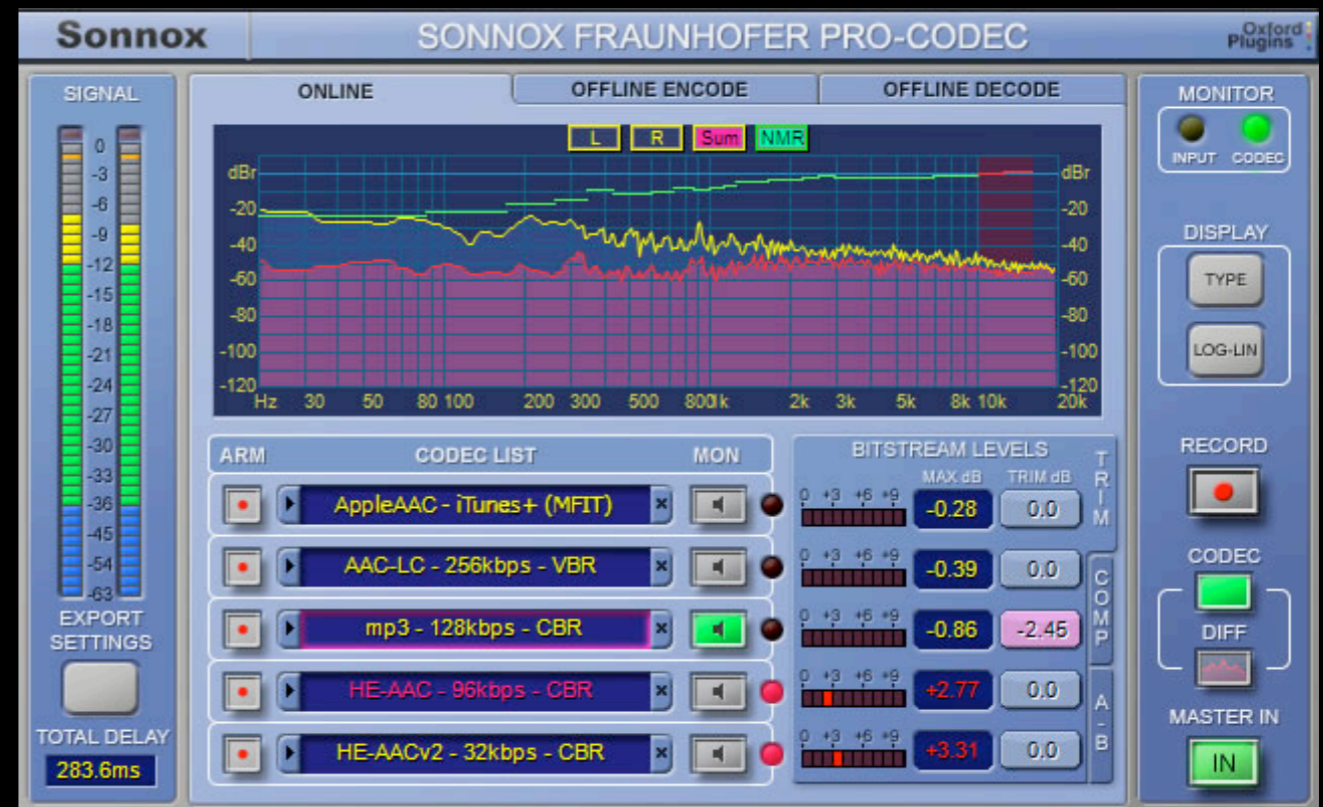 Sonnox
SONNOX FRAUNHOFER PRO-CODEC
Oxford
Plugins
SIGNAL
0
-3
-6
-9
-12
-15
-18
-21
-24
-27
-30
-33
-36
-45
-54
-63
EXPORT
SETTINGS
TOTAL DELAY
283.6ms
ONLINE OFFLINE ENCODE OFFLINE DECODE
L R Sum NMR
dBr dBr
-20 -20
-40 -40
-60 -60
-80 -80
-100 -100
-120 -120
Hz 30 50 80 100 200 300 500 800 1k 2k 3k 5k 8k 10k 20k
ARM CODEC LIST MON
AppleAAC - iTunes+ (MFIT)
AAC-LC - 256kbps - VBR
mp3 - 128kbps - CBR
HE-AAC - 96kbps - CBR
HE-AACv2 - 32kbps - CBR
BITSTREAM LEVELS
MAX dB TRIM dB
0 +3 +6 +9 -0.28 0.0
0 +3 +6 +9 -0.39 0.0
0 +3 +6 +9 -0.86 -2.45
0 +3 +6 +9 +2.77 0.0
0 +3 +6 +9 +3.31 0.0
TRIM
COMP
A-B
MONITOR
INPUT CODEC
DISPLAY
TYPE
LOG-LIN
RECORD
CODEC
DIFF
MASTER IN
IN